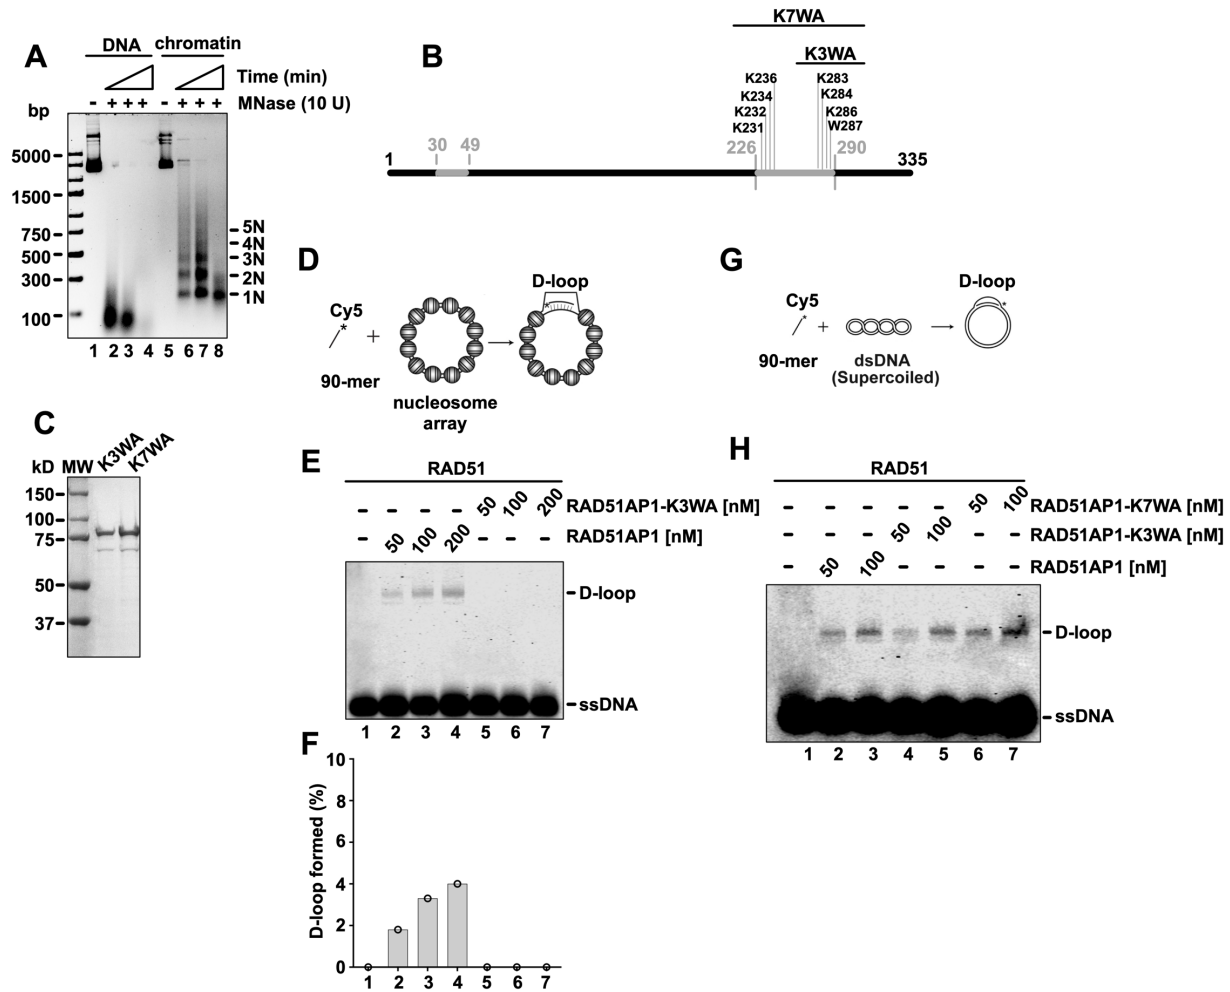 A
DNA chromatin
Time (min)
- + + + - + + + MNase (10 U)
bp
5000
1500
750
500
300
100
5N
4N
3N
2N
1N
1 2 3 4 5 6 7 8
B
K7WA
K3WA
K236 K283
K234 K284
K232 K286
K231 W287
30 49 226 290
1 335
C
K3WA K7WA
kD MW
150
100
75
50
37
D
Cy5
*
+
90-mer
nucleosome
array
D-loop
*
E
RAD51
- - - - 50 100 200 RAD51AP1-K3WA [nM]
- 50 100 200 - - - RAD51AP1 [nM]
D-loop
ssDNA
1 2 3 4 5 6 7
F
D-loop formed (%)
10
8
6
4
2
0
1 2 3 4 5 6 7
G
Cy5
*
+
90-mer
dsDNA
(Supercoiled)
D-loop
*
H
RAD51
- - - - - 50 100 RAD51AP1-K7WA [nM]
- - - 50 100 - - RAD51AP1-K3WA [nM]
- 50 100 - - - - RAD51AP1 [nM]
D-loop
ssDNA
1 2 3 4 5 6 7